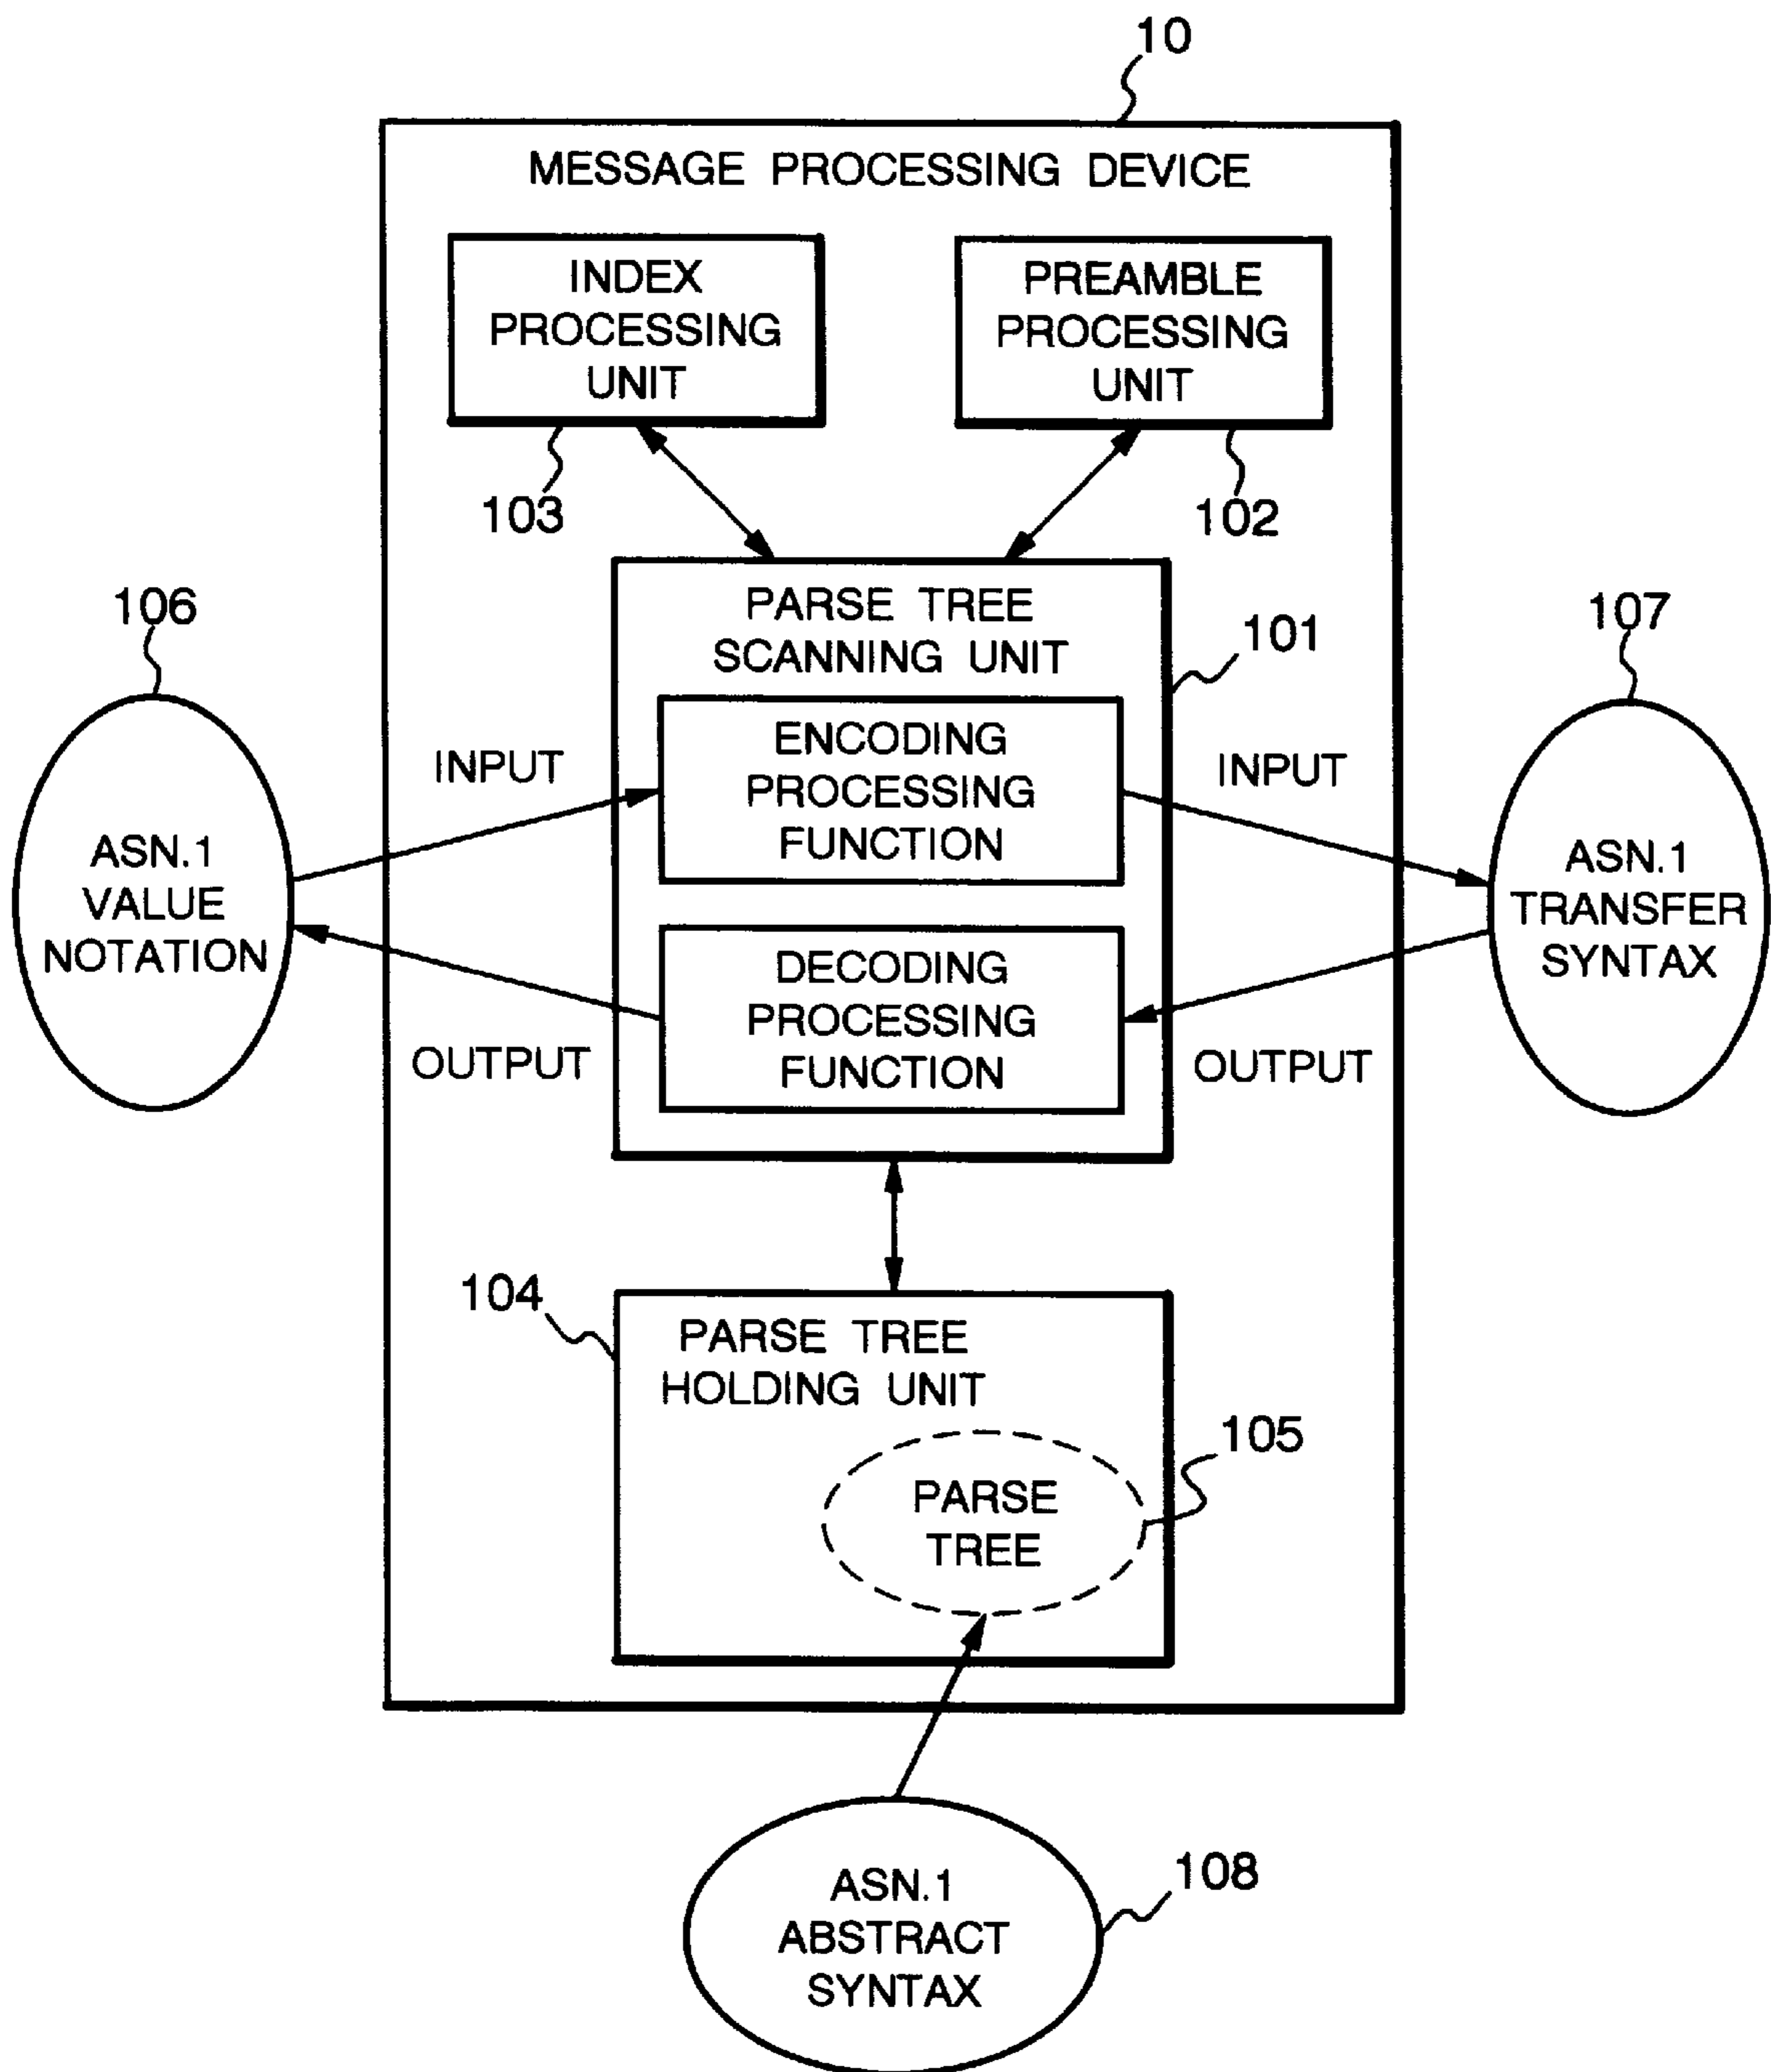 10
MESSAGE PROCESSING DEVICE
INDEX
PROCESSING
UNIT
PREAMBLE
PROCESSING
UNIT
103
102
PARSE TREE
SCANNING UNIT
101
106
107
ENCODING
PROCESSING
FUNCTION
INPUT
INPUT
ASN.1
VALUE
NOTATION
ASN.1
TRANSFER
SYNTAX
DECODING
PROCESSING
FUNCTION
OUTPUT
OUTPUT
104
PARSE TREE
HOLDING UNIT
105
PARSE
TREE
ASN.1
ABSTRACT
SYNTAX
108